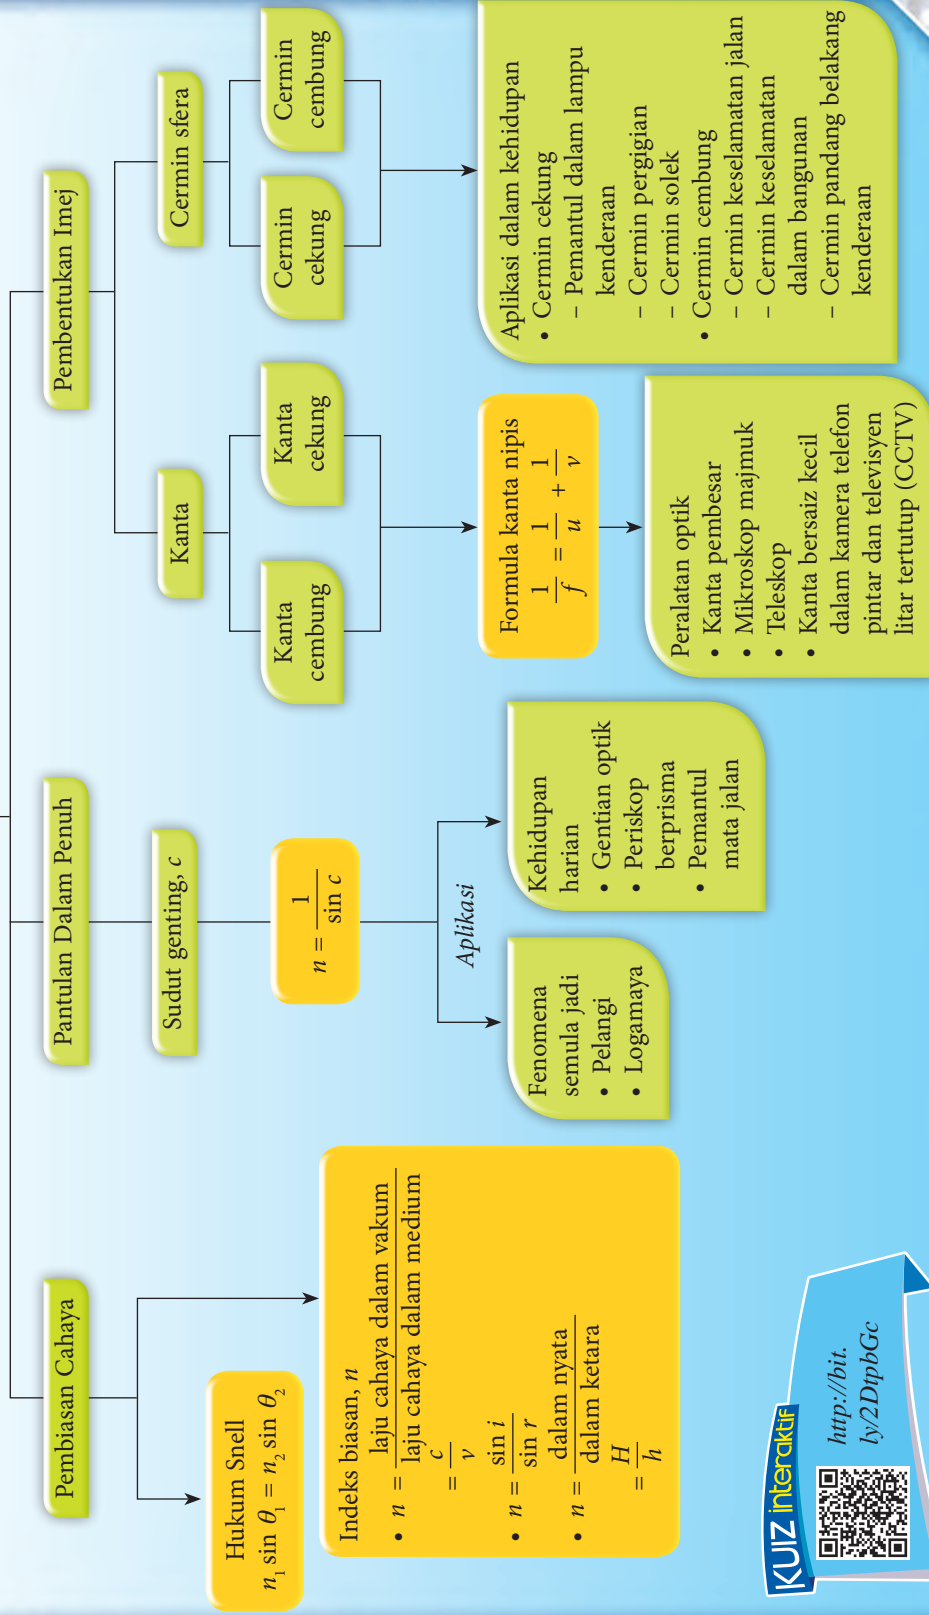 Pembiasan Cahaya
Hukum Snell
n₁ sin θ₁ = n₂ sin θ₂
Indeks biasan, n
• n = laju cahaya dalam vakum / laju cahaya dalam medium
= c / v
• n = sin i / sin r
• n = dalam nyata / dalam ketara
= H / h
Pantulan Dalam Penuh
Sudut genting, c
n = 1 / sin c
Aplikasi
Fenomena
semula jadi
• Pelangi
• Logamaya
Kehidupan
harian
• Gentian optik
• Periskop
berprisma
• Pemantul
mata jalan
Pembentukan Imej
Kanta
Kanta
cembung
Kanta
cekung
Formula kanta nipis
1/f = 1/u + 1/v
Peralatan optik
• Kanta pembesar
• Mikroskop majmuk
• Teleskop
• Kanta bersaiz kecil
dalam kamera telefon
pintar dan televisyen
litar tertutup (CCTV)
Cermin sfera
Cermin
cekung
Cermin
cembung
Aplikasi dalam kehidupan
• Cermin cekung
– Pemantul dalam lampu
kenderaan
– Cermin pergigian
– Cermin solek
• Cermin cembung
– Cermin keselamatan jalan
– Cermin keselamatan
dalam bangunan
– Cermin pandang belakang
kenderaan
KUIZ interaktif
http://bit.
ly/2DtpbGc